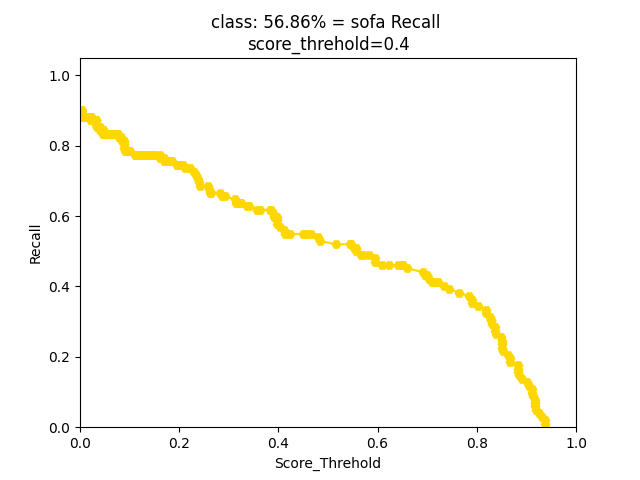 class: 56.86% = sofa Recall
score_threhold=0.4
1.0
0.8
0.6
0.4
0.2
0.0
Recall
0.0 0.2 0.4 0.6 0.8 1.0
Score_Threhold